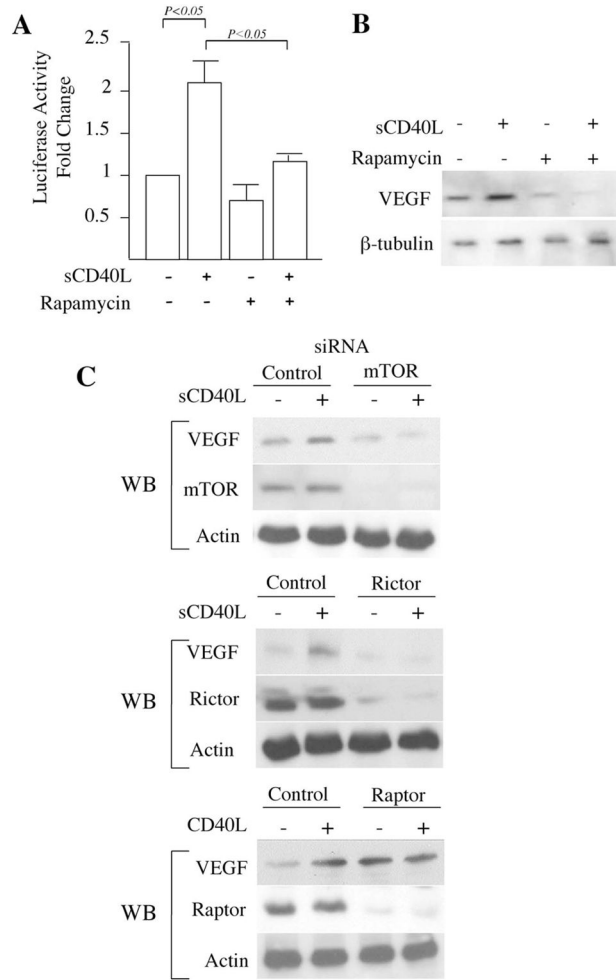 A
P<0.05
P<0.05
Luciferase Activity
Fold Change
2.5
2
1.5
1
0.5
sCD40L - + - +
Rapamycin - - + +
B
sCD40L - + - +
Rapamycin - - + +
VEGF
β-tubulin
C
siRNA
Control mTOR
sCD40L - + - +
WB
VEGF
mTOR
Actin
Control Rictor
sCD40L - + - +
WB
VEGF
Rictor
Actin
Control Raptor
CD40L - + - +
WB
VEGF
Raptor
Actin